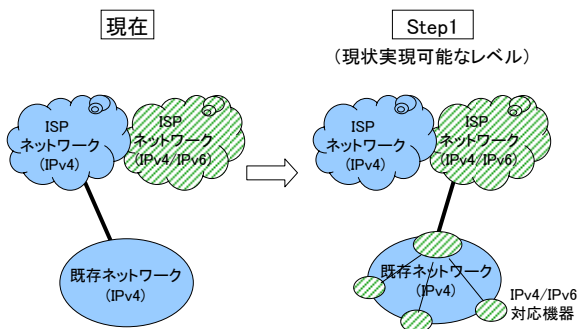 現在
Step1
(現状実現可能なレベル)
ISP
ネットワーク
(IPv4)
ISP
ネットワーク
(IPv4/IPv6)
ISP
ネットワーク
(IPv4)
ISP
ネットワーク
(IPv4/IPv6)
既存ネットワーク
(IPv4)
既存ネットワーク
(IPv4)
IPv4/IPv6
対応機器